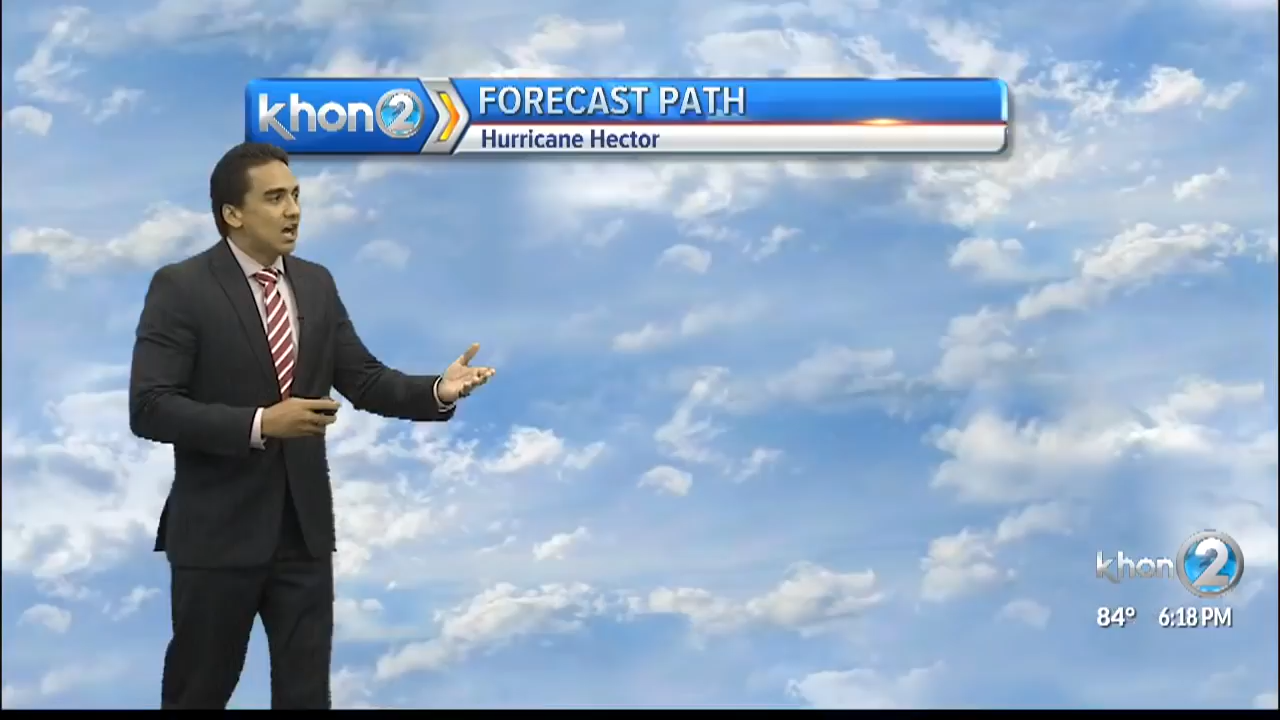 khon2
FORECAST PATH
Hurricane Hector
khon2
84° 6:18 PM